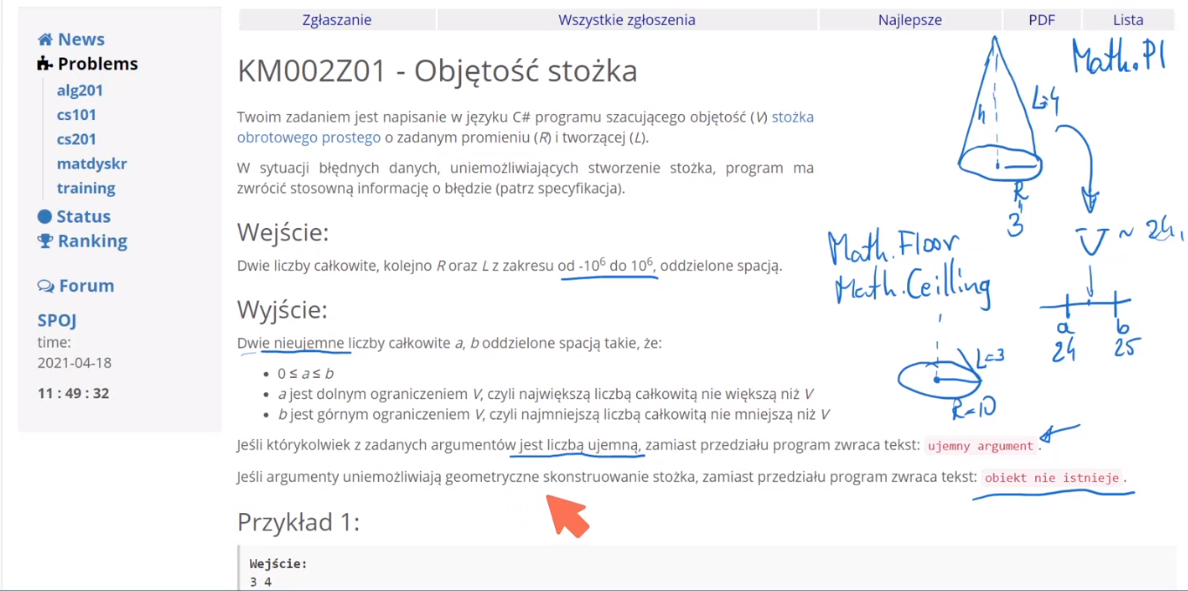 News
Problems
alg201
cs101
cs201
matdyskr
training
Status
Ranking
Forum
SPOJ
time:
2021-04-18
11 : 49 : 32
Zgłaszanie Wszystkie zgłoszenia Najlepsze PDF Lista
KM002Z01 - Objętość stożka
Twoim zadaniem jest napisanie w języku C# programu szacującego objętość (V) stożka
obrotowego prostego o zadanym promieniu (R) i tworzącej (L).
W sytuacji błędnych danych, uniemożliwiających stworzenie stożka, program ma
zwrócić stosowną informację o błędzie (patrz specyfikacja).
Wejście:
Dwie liczby całkowite, kolejno R oraz L z zakresu od -10⁶ do 10⁶, oddzielone spacją.
Wyjście:
Dwie nieujemne liczby całkowite a, b oddzielone spacją takie, że:
• 0 ≤ a ≤ b
• a jest dolnym ograniczeniem V, czyli największą liczbą całkowitą nie większą niż V
• b jest górnym ograniczeniem V, czyli najmniejszą liczbą całkowitą nie mniejszą niż V
Jeśli którykolwiek z zadanych argumentów jest liczbą ujemną, zamiast przedziału program zwraca tekst: ujemny argument .
Jeśli argumenty uniemożliwiają geometryczne skonstruowanie stożka, zamiast przedziału program zwraca tekst: obiekt nie istnieje .
Przykład 1:
Wejście:
3 4
Math.PI
h
L=4
R
"
3
V ~ 24,
Math.Floor
Math.Ceilling
a b
24 25
L=3
R=10